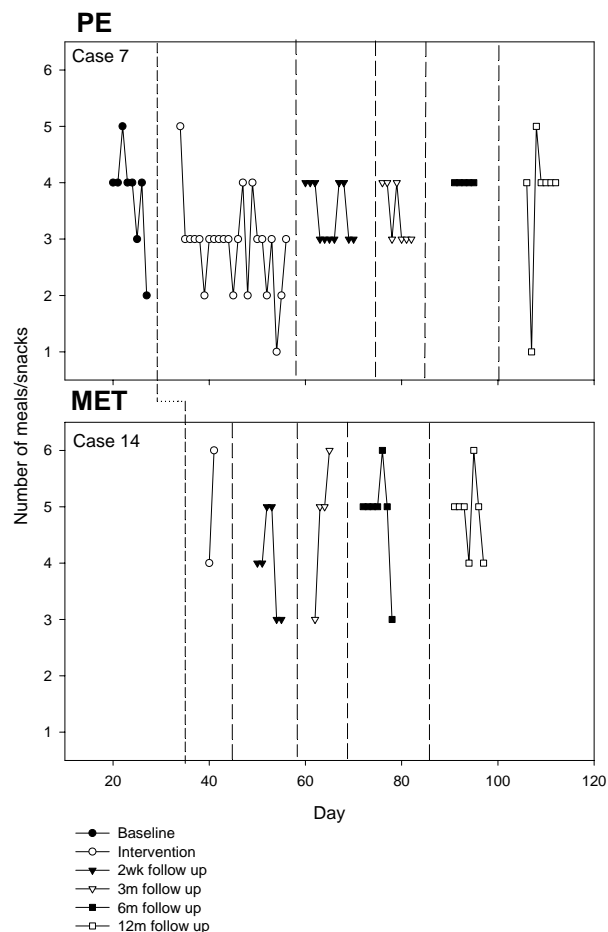 PE
Case 7
6
5
4
3
2
1
Number of meals/snacks
MET
Case 14
6
5
4
3
2
1
20 40 60 80 100 120
Day
Baseline
Intervention
2wk follow up
3m follow up
6m follow up
12m follow up